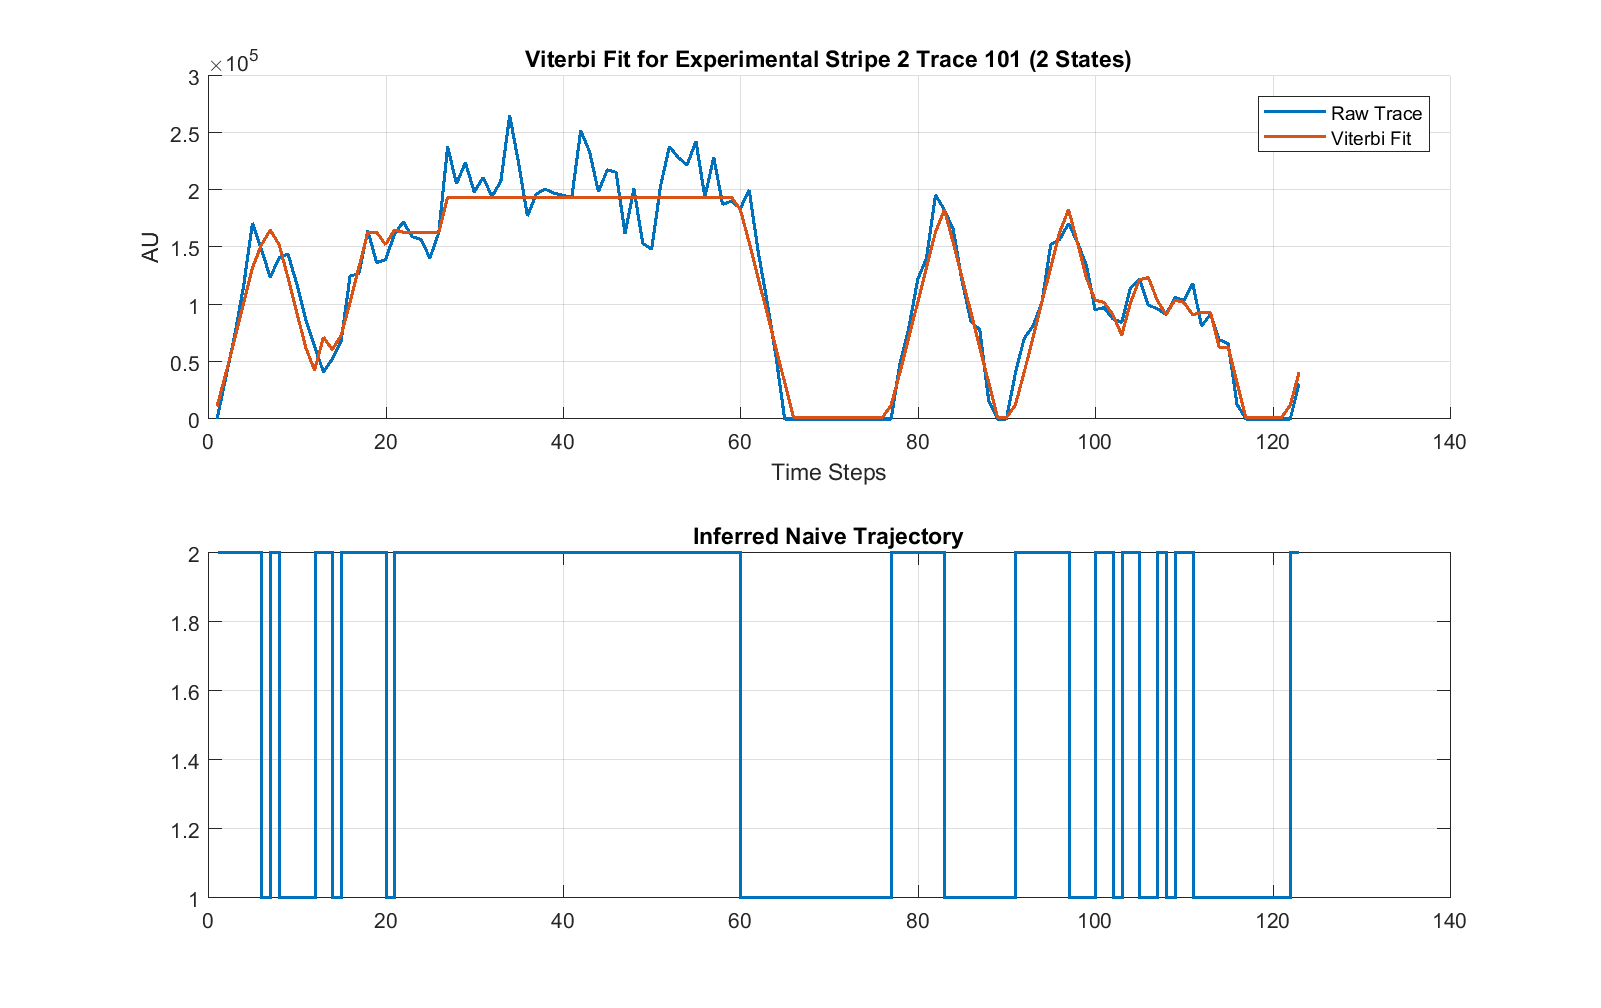 Viterbi Fit for Experimental Stripe 2 Trace 101 (2 States)
×10⁵
3
2.5
2
1.5
1
0.5
0
AU
Raw Trace
Viterbi Fit
0 20 40 60 80 100 120 140
Time Steps
Inferred Naive Trajectory
2
1.8
1.6
1.4
1.2
1
0 20 40 60 80 100 120 140